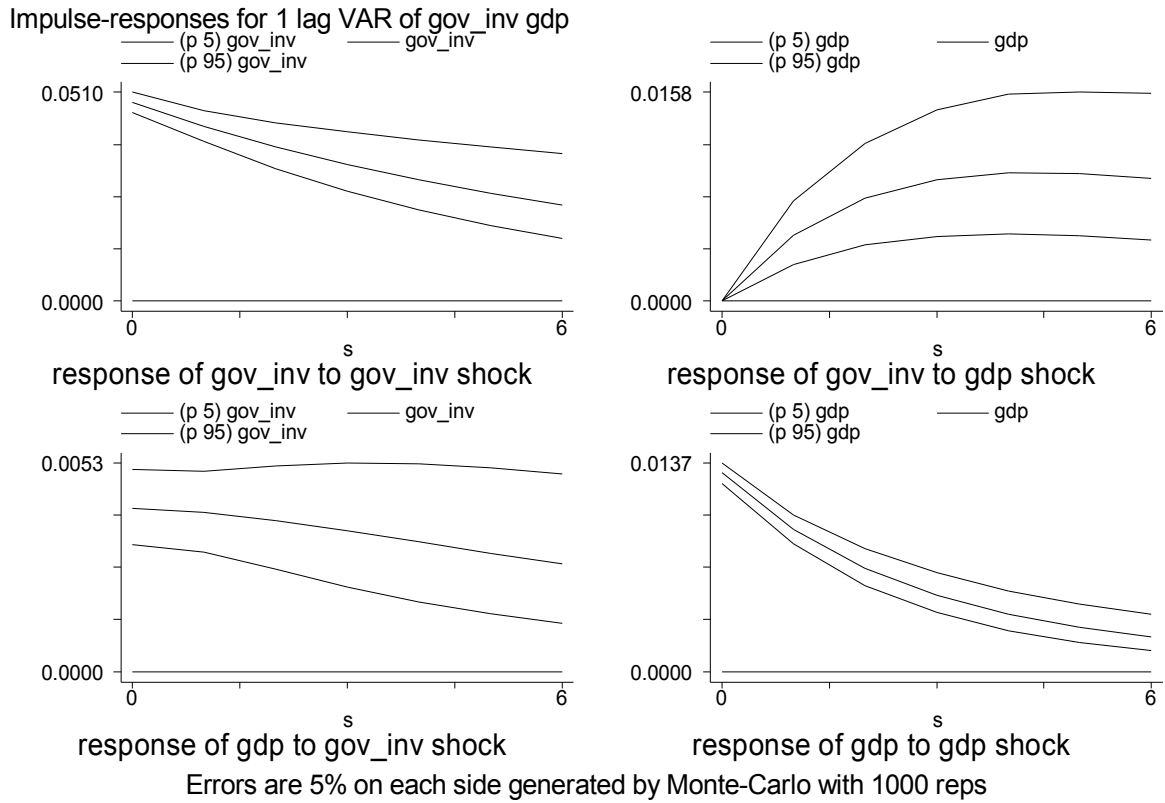 Impulse-responses for 1 lag VAR of gov_inv gdp
(p 5) gov_inv gov_inv
(p 95) gov_inv
0.0510
0.0000
0 6
s
response of gov_inv to gov_inv shock
(p 5) gdp gdp
(p 95) gdp
0.0158
0.0000
0 6
s
response of gov_inv to gdp shock
(p 5) gov_inv gov_inv
(p 95) gov_inv
0.0053
0.0000
0 6
s
response of gdp to gov_inv shock
(p 5) gdp gdp
(p 95) gdp
0.0137
0.0000
0 6
s
response of gdp to gdp shock
Errors are 5% on each side generated by Monte-Carlo with 1000 reps